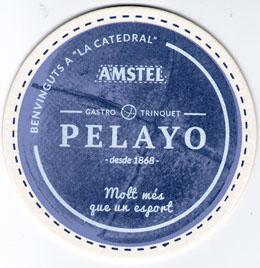 BENVINGUTS A "LA CATEDRAL"
AMSTEL
GASTRO TRINQUET
PELAYO
- desde 1868 -
Molt més
que un esport